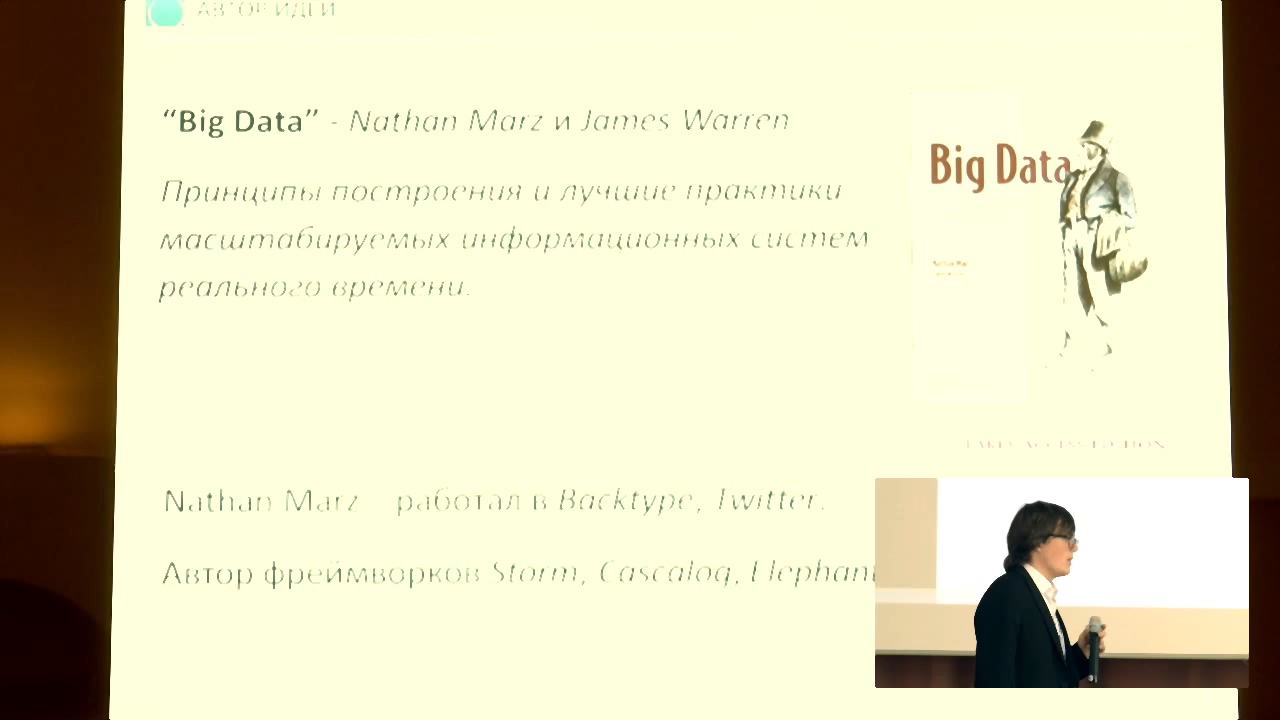 АВТОР ИДЕИ
“Big Data” - Nathan Marz и James Warren
Принципы построения и лучшие практики
масштабируемых информационных систем
реального времени.
Big Data
Nathan Marz работал в Backtype, Twitter.
Автор фреймворков Storm, Cascalog, Elephant